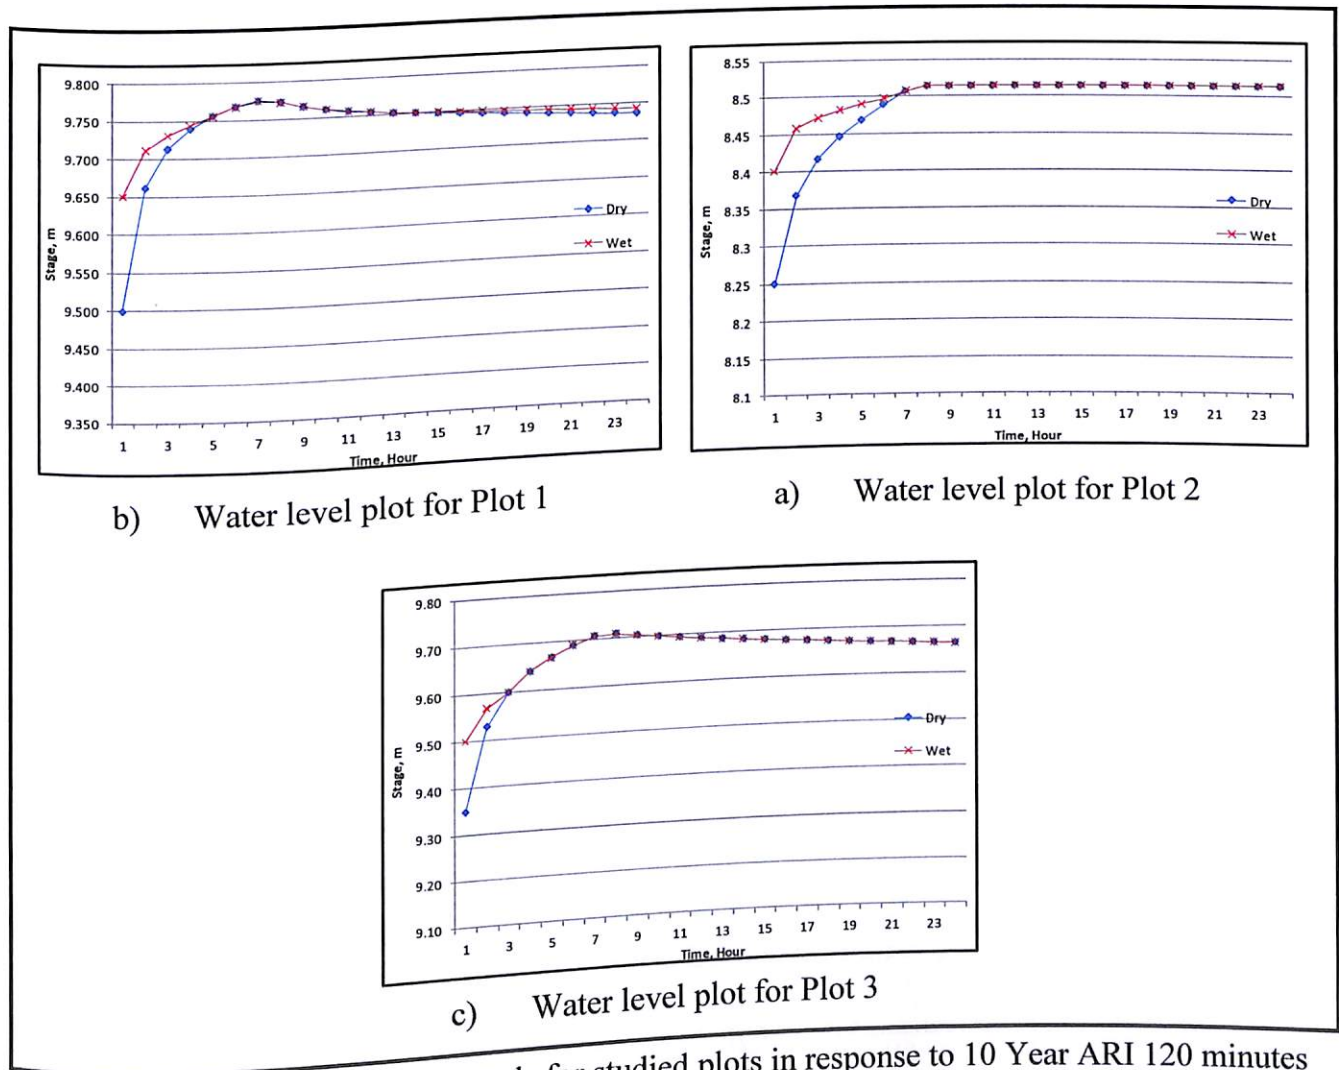 9.800
9.750
9.700
9.650
9.600
9.550
9.500
9.450
9.400
9.350
Stage, m
1 3 5 7 9 11 13 15 17 19 21 23
Time, Hour
Dry
Wet
b) Water level plot for Plot 1
8.55
8.5
8.45
8.4
8.35
8.3
8.25
8.2
8.15
8.1
Stage, m
1 3 5 7 9 11 13 15 17 19 21 23
Time, Hour
Dry
Wet
a) Water level plot for Plot 2
9.80
9.70
9.60
9.50
9.40
9.30
9.20
9.10
Stage, m
1 3 5 7 9 11 13 15 17 19 21 23
Time, Hour
Dry
Wet
c) Water level plot for Plot 3
for studied plots in response to 10 Year ARI 120 minutes